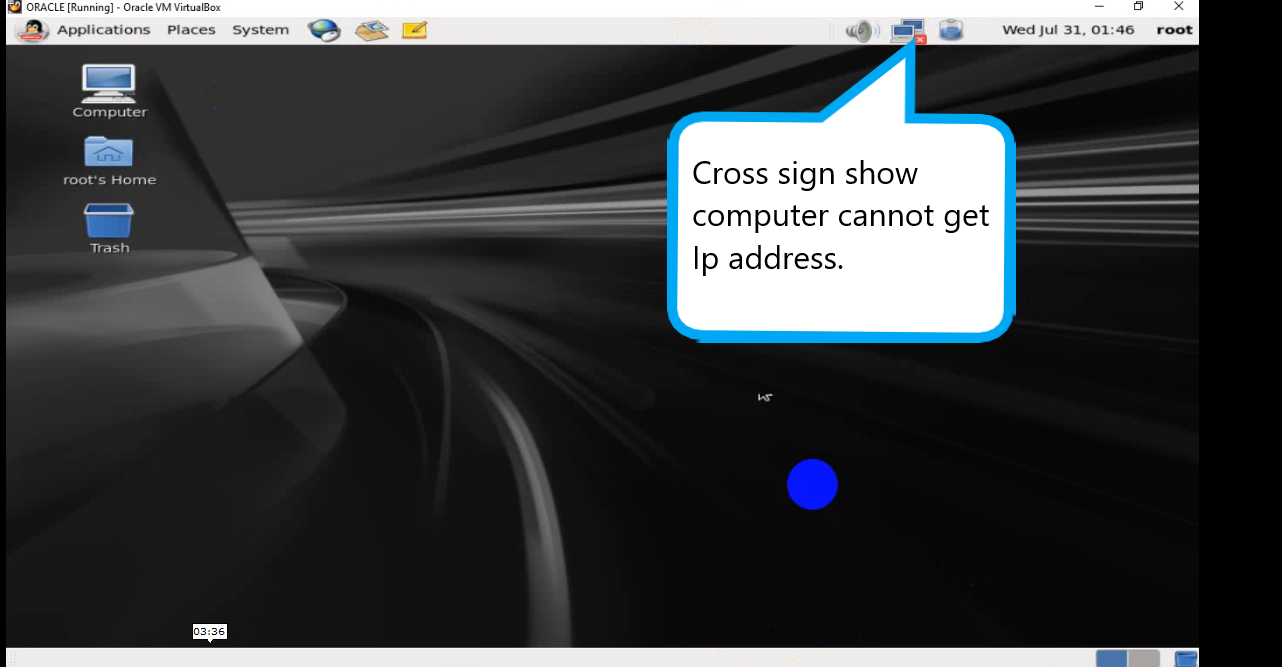 ORACLE [Running] - Oracle VM VirtualBox
Applications Places System Wed Jul 31, 01:46 root
Computer
root's Home
Trash
Cross sign show
computer cannot get
Ip address.
03:36